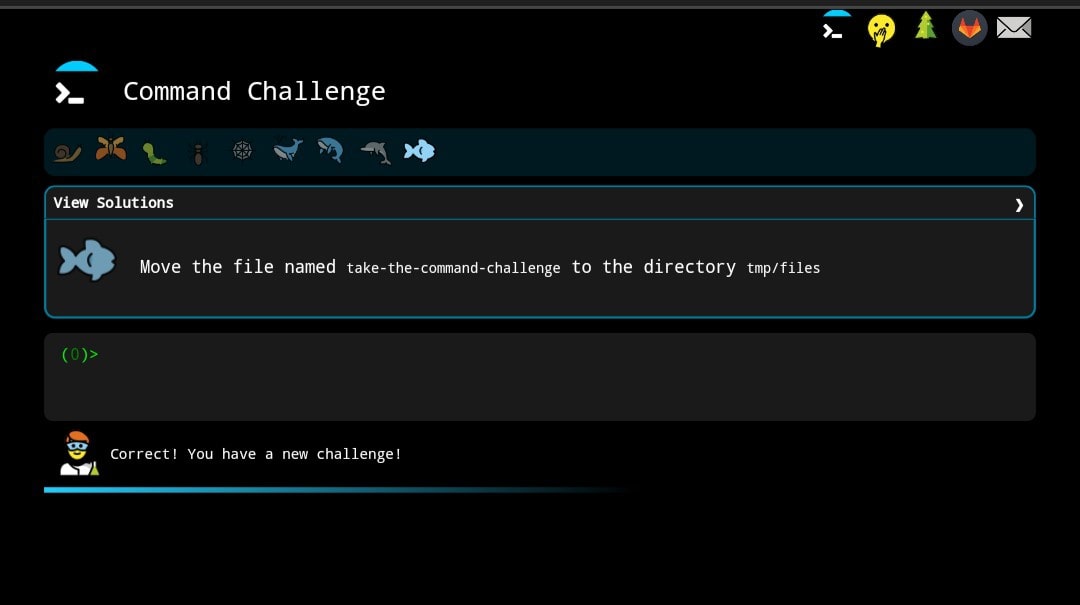 Command Challenge
View Solutions
Move the file named take-the-command-challenge to the directory tmp/files
(0)>
Correct! You have a new challenge!